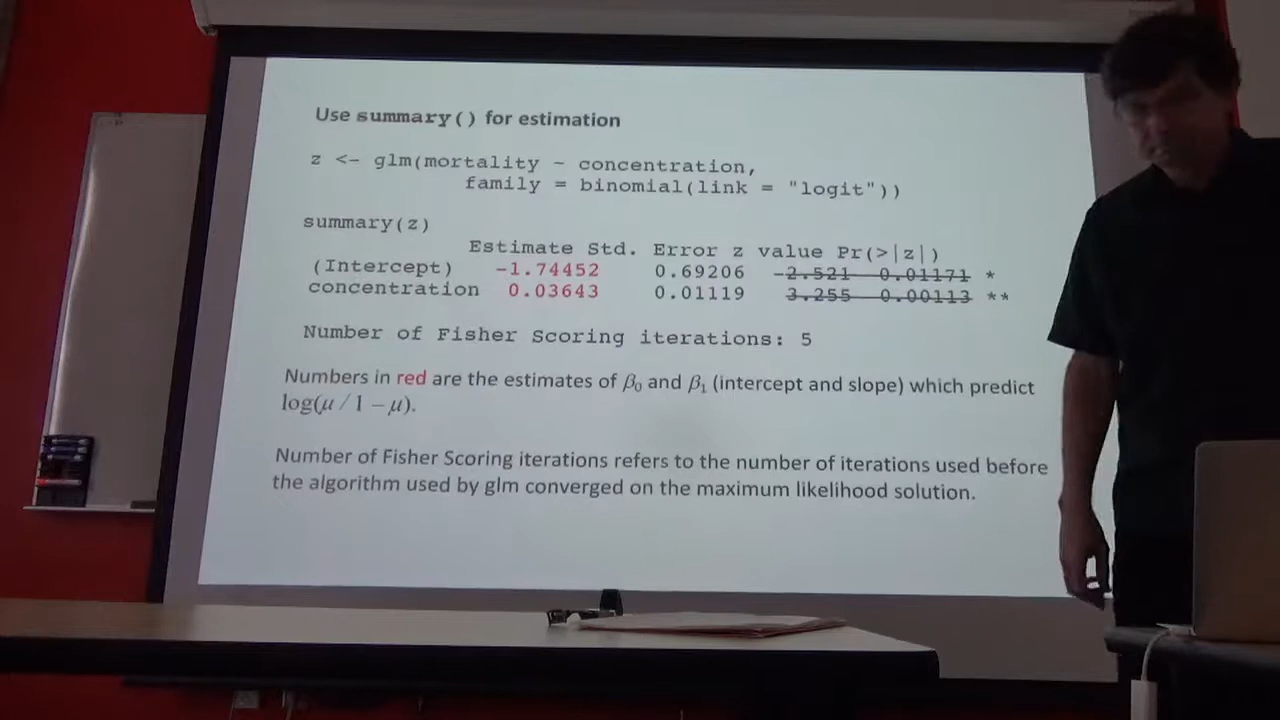 Use summary() for estimation
z <- glm(mortality ~ concentration,
family = binomial(link = "logit"))
summary(z)
Estimate Std. Error z value Pr(>|z|)
(Intercept) -1.74452 0.69206 -2.521 0.01171 *
concentration 0.03643 0.01119 3.255 0.00113 **
Number of Fisher Scoring iterations: 5
Numbers in red are the estimates of β0 and β1 (intercept and slope) which predict
log(μ / 1 – μ).
Number of Fisher Scoring iterations refers to the number of iterations used before
the algorithm used by glm converged on the maximum likelihood solution.